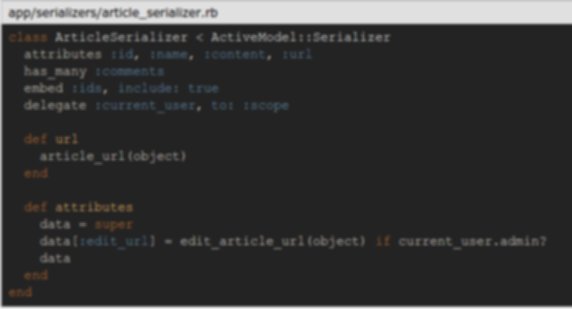 app/serializers/article_serializer.rb
class ArticleSerializer < ActiveModel::Serializer
attributes :id, :name, :content, :url
has_many :comments
embed :ids, include: true
delegate :current_user, to: :scope
def url
article_url(object)
end
def attributes
data = super
data[:edit_url] = edit_article_url(object) if current_user.admin?
data
end
end